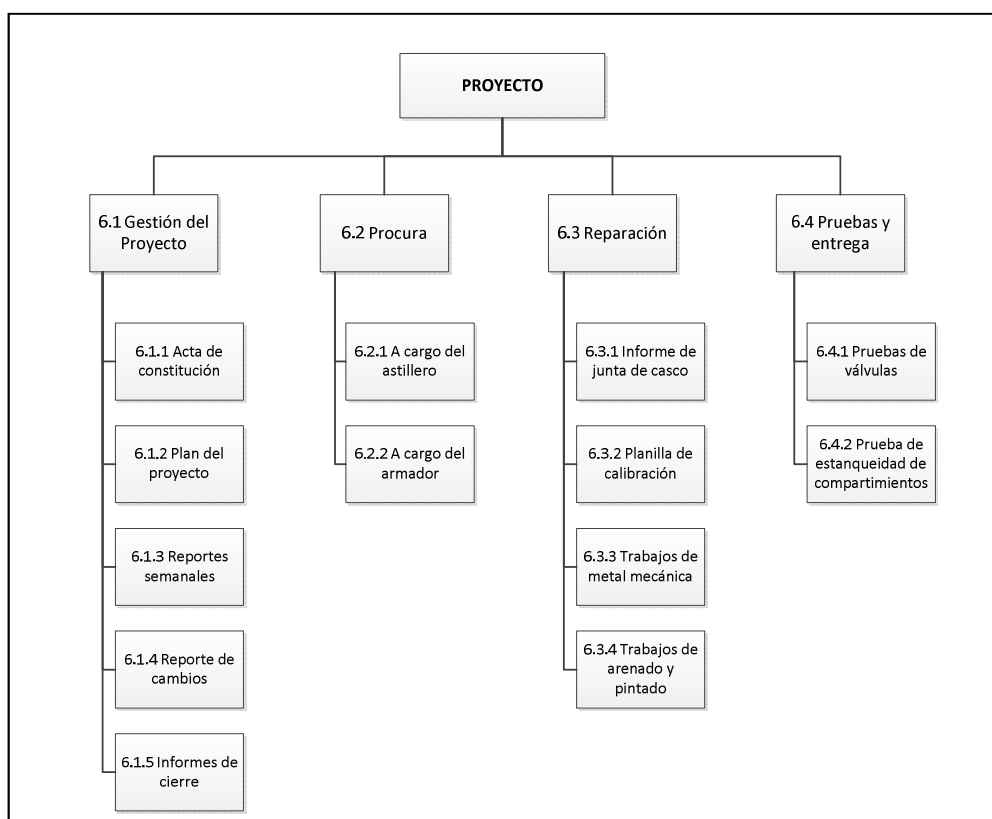 PROYECTO
6.1 Gestión del
Proyecto
6.2 Procura
6.3 Reparación
6.4 Pruebas y
entrega
6.1.1 Acta de
constitución
6.1.2 Plan del
proyecto
6.1.3 Reportes
semanales
6.1.4 Reporte de
cambios
6.1.5 Informes de
cierre
6.2.1 A cargo del
astillero
6.2.2 A cargo del
armador
6.3.1 Informe de
junta de casco
6.3.2 Planilla de
calibración
6.3.3 Trabajos de
metal mecánica
6.3.4 Trabajos de
arenado y
pintado
6.4.1 Pruebas de
válvulas
6.4.2 Prueba de
estanqueidad de
compartimientos